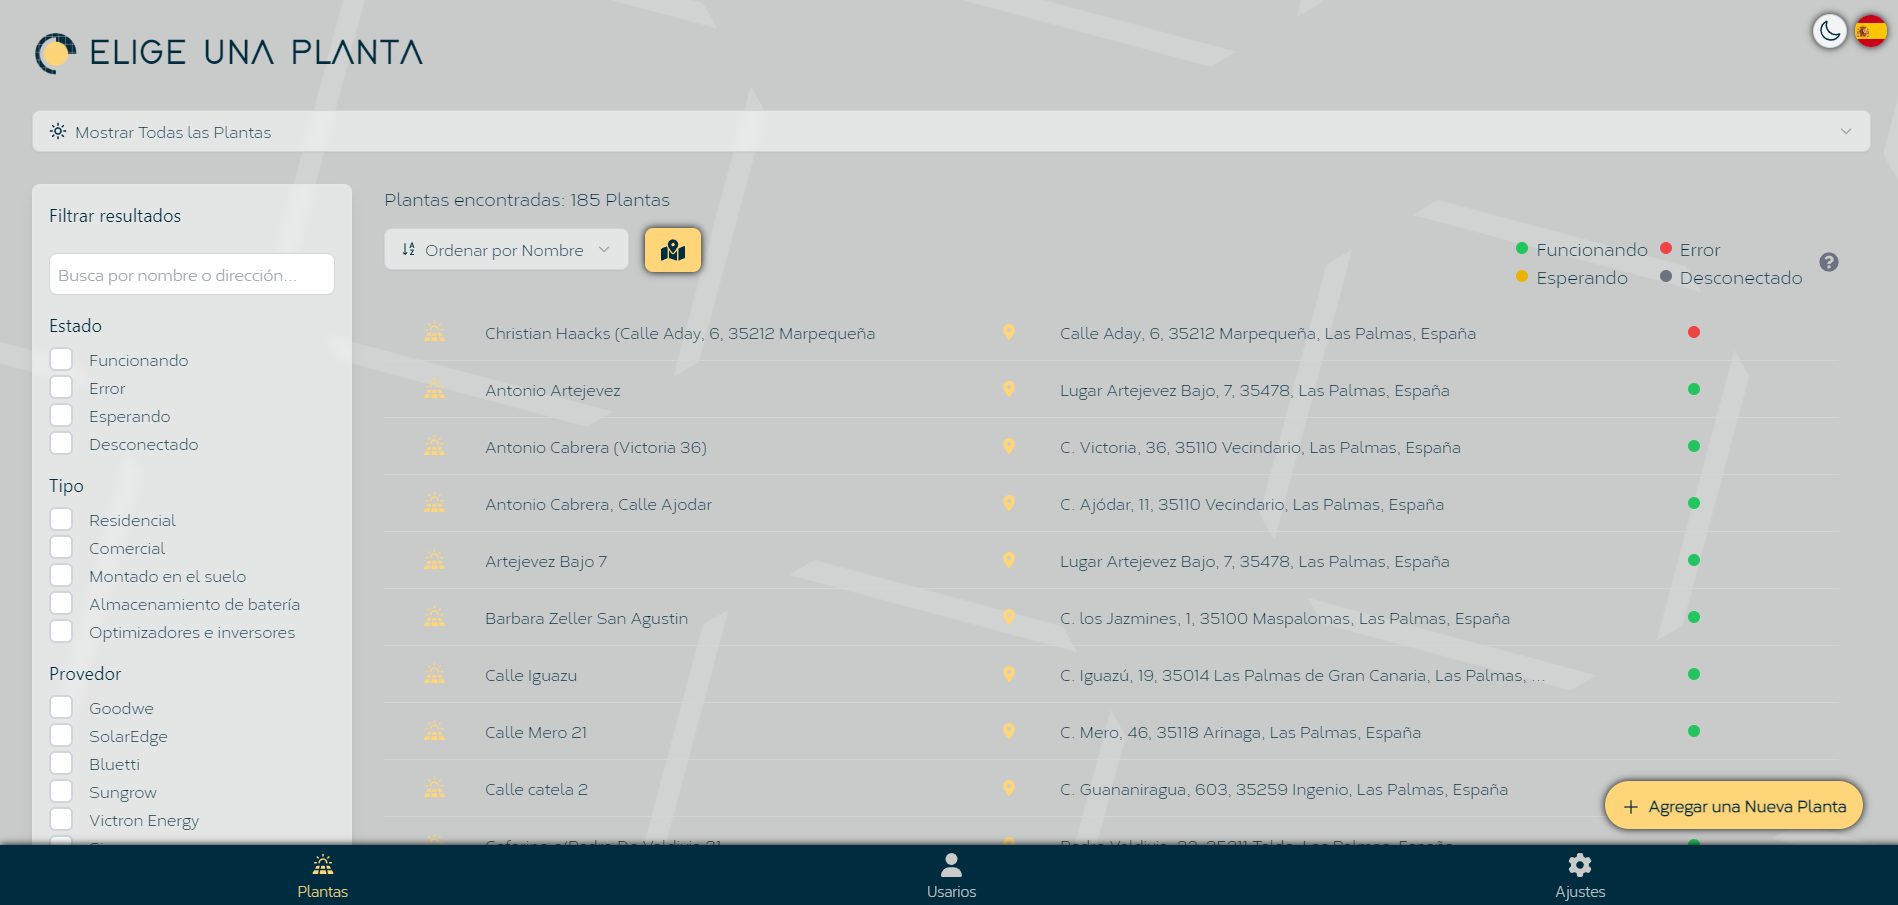 ELIGE UNA PLANTA
Mostrar Todas las Plantas
Filtrar resultados
Busca por nombre o dirección...
Estado
Funcionando
Error
Esperando
Desconectado
Tipo
Residencial
Comercial
Montado en el suelo
Almacenamiento de batería
Optimizadores e inversores
Provedor
Goodwe
SolarEdge
Bluetti
Sungrow
Victron Energy
Plantas encontradas: 185 Plantas
Ordenar por Nombre
Funcionando Error
Esperando Desconectado
?
Christian Haacks (Calle Aday, 6, 35212 Marpequeña Calle Aday, 6, 35212 Marpequeña, Las Palmas, España
Antonio Artejevez Lugar Artejevez Bajo, 7, 35478, Las Palmas, España
Antonio Cabrera (Victoria 36) C. Victoria, 36, 35110 Vecindario, Las Palmas, España
Antonio Cabrera, Calle Ajodar C. Ajódar, 11, 35110 Vecindario, Las Palmas, España
Artejevez Bajo 7 Lugar Artejevez Bajo, 7, 35478, Las Palmas, España
Barbara Zeller San Agustin C. los Jazmines, 1, 35100 Maspalomas, Las Palmas, España
Calle Iguazu C. Iguazú, 19, 35014 Las Palmas de Gran Canaria, Las Palmas, ...
Calle Mero 21 C. Mero, 46, 35118 Arinaga, Las Palmas, España
Calle catela 2 C. Guananiragua, 603, 35259 Ingenio, Las Palmas, España
+ Agregar una Nueva Planta
Plantas
Usarios
Ajustes